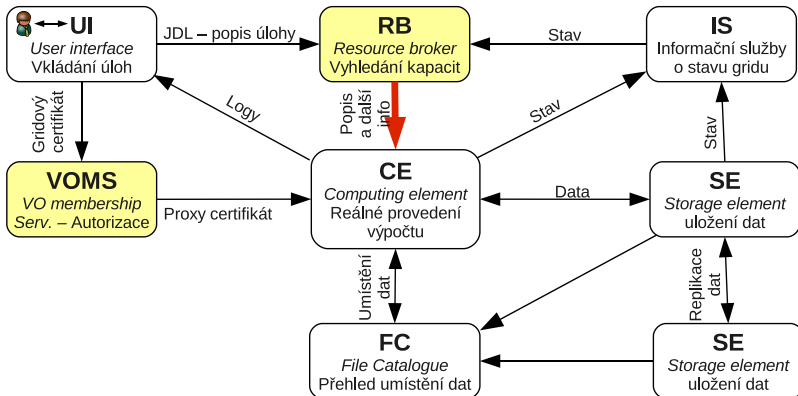 UI
User interface
Vkládání úloh
JDL – popis úlohy
RB
Resource broker
Vyhledání kapacit
Stav
IS
Informační služby
o stavu gridu
Gridový
certifikát
Logy
Popis
a další
info
Stav
Stav
VOMS
VO membership
Serv. – Autorizace
Proxy certifikát
CE
Computing element
Reálné provedení
výpočtu
Data
SE
Storage element
uložení dat
Umístění
dat
Replikace
dat
FC
File Catalogue
Přehled umístění dat
SE
Storage element
uložení dat